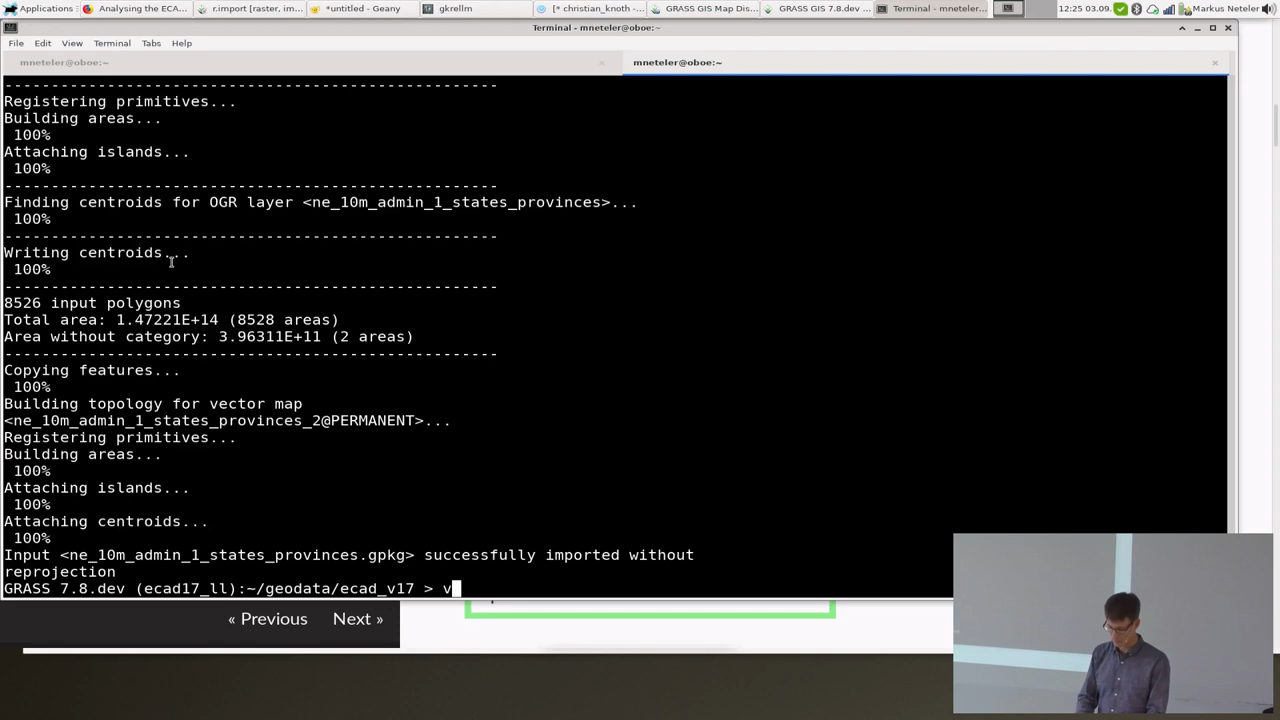 Applications
Analysing the ECA...
r.import [raster, im...
*untitled - Geany
gkrellm
[* christian_knoth -...
GRASS GIS Map Dis...
GRASS GIS 7.8.dev ...
Terminal - mneteler...
12:25 03.09.
Markus Neteler
Terminal - mneteler@oboe:~
File Edit View Terminal Tabs Help
mneteler@oboe:~
mneteler@oboe:~
-----------------------------------------------------
Registering primitives...
Building areas...
100%
Attaching islands...
100%
-----------------------------------------------------
Finding centroids for OGR layer <ne_10m_admin_1_states_provinces>...
100%
-----------------------------------------------------
Writing centroids...
100%
-----------------------------------------------------
8526 input polygons
Total area: 1.47221E+14 (8528 areas)
Area without category: 3.96311E+11 (2 areas)
-----------------------------------------------------
Copying features...
100%
Building topology for vector map
<ne_10m_admin_1_states_provinces_2@PERMANENT>...
Registering primitives...
Building areas...
100%
Attaching islands...
100%
Attaching centroids...
100%
Input <ne_10m_admin_1_states_provinces.gpkg> successfully imported without
reprojection
GRASS 7.8.dev (ecad17_ll):~/geodata/ecad_v17 > v
« Previous Next »